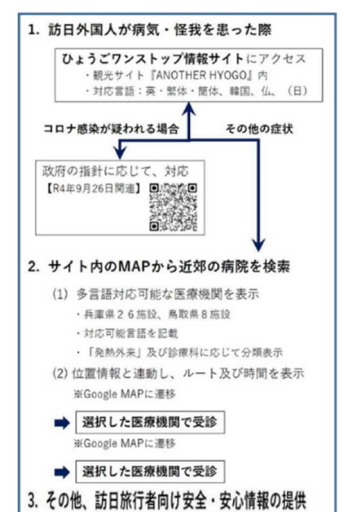 1. 訪日外国人が病気・怪我を患った際
ひょうごワンストップ情報サイトにアクセス
・観光サイト『ANOTHER HYOGO』内
・対応言語：英・繁体・簡体、韓国、仏、（日）
コロナ感染が疑われる場合
その他の症状
政府の指針に応じて、対応
【R4年9月26日関連】
2. サイト内のMAPから近郊の病院を検索
(1) 多言語対応可能な医療機関を表示
・兵庫県２６施設、鳥取県８施設
・対応可能言語を記載
・「発熱外来」及び診療科に応じて分類表示
(2) 位置情報と連動し、ルート及び時間を表示
※Google MAPに遷移
選択した医療機関で受診
※Google MAPに遷移
選択した医療機関で受診
3. その他、訪日旅行者向け安全・安心情報の提供